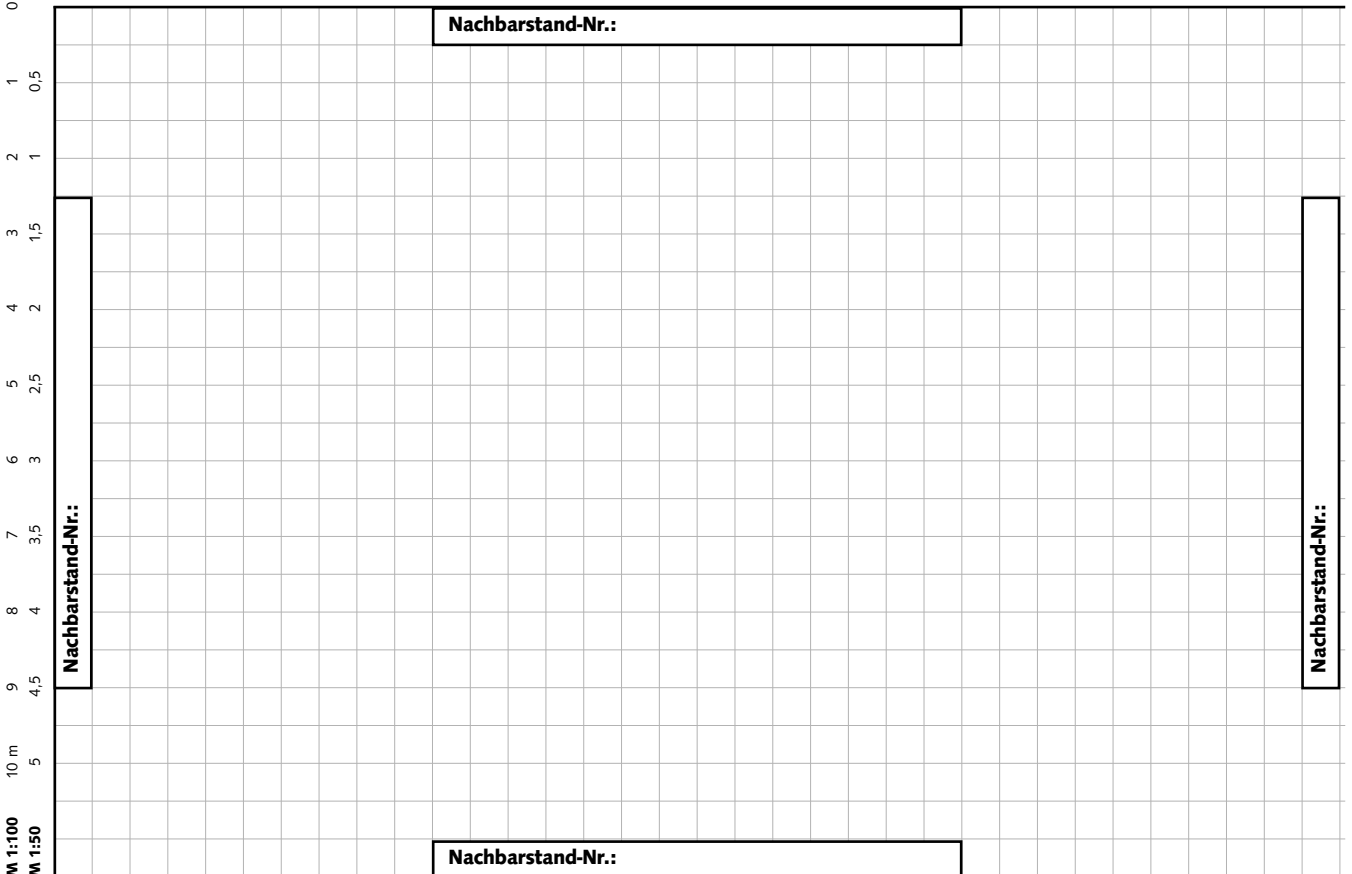 Nachbarstand-Nr.:
0
1 0,5
2 1
3 1,5
4 2
5 2,5
6 3
7 3,5
8 4
9 4,5
10 m 5
M 1:100
M 1:50
Nachbarstand-Nr.:
Nachbarstand-Nr.:
Nachbarstand-Nr.: